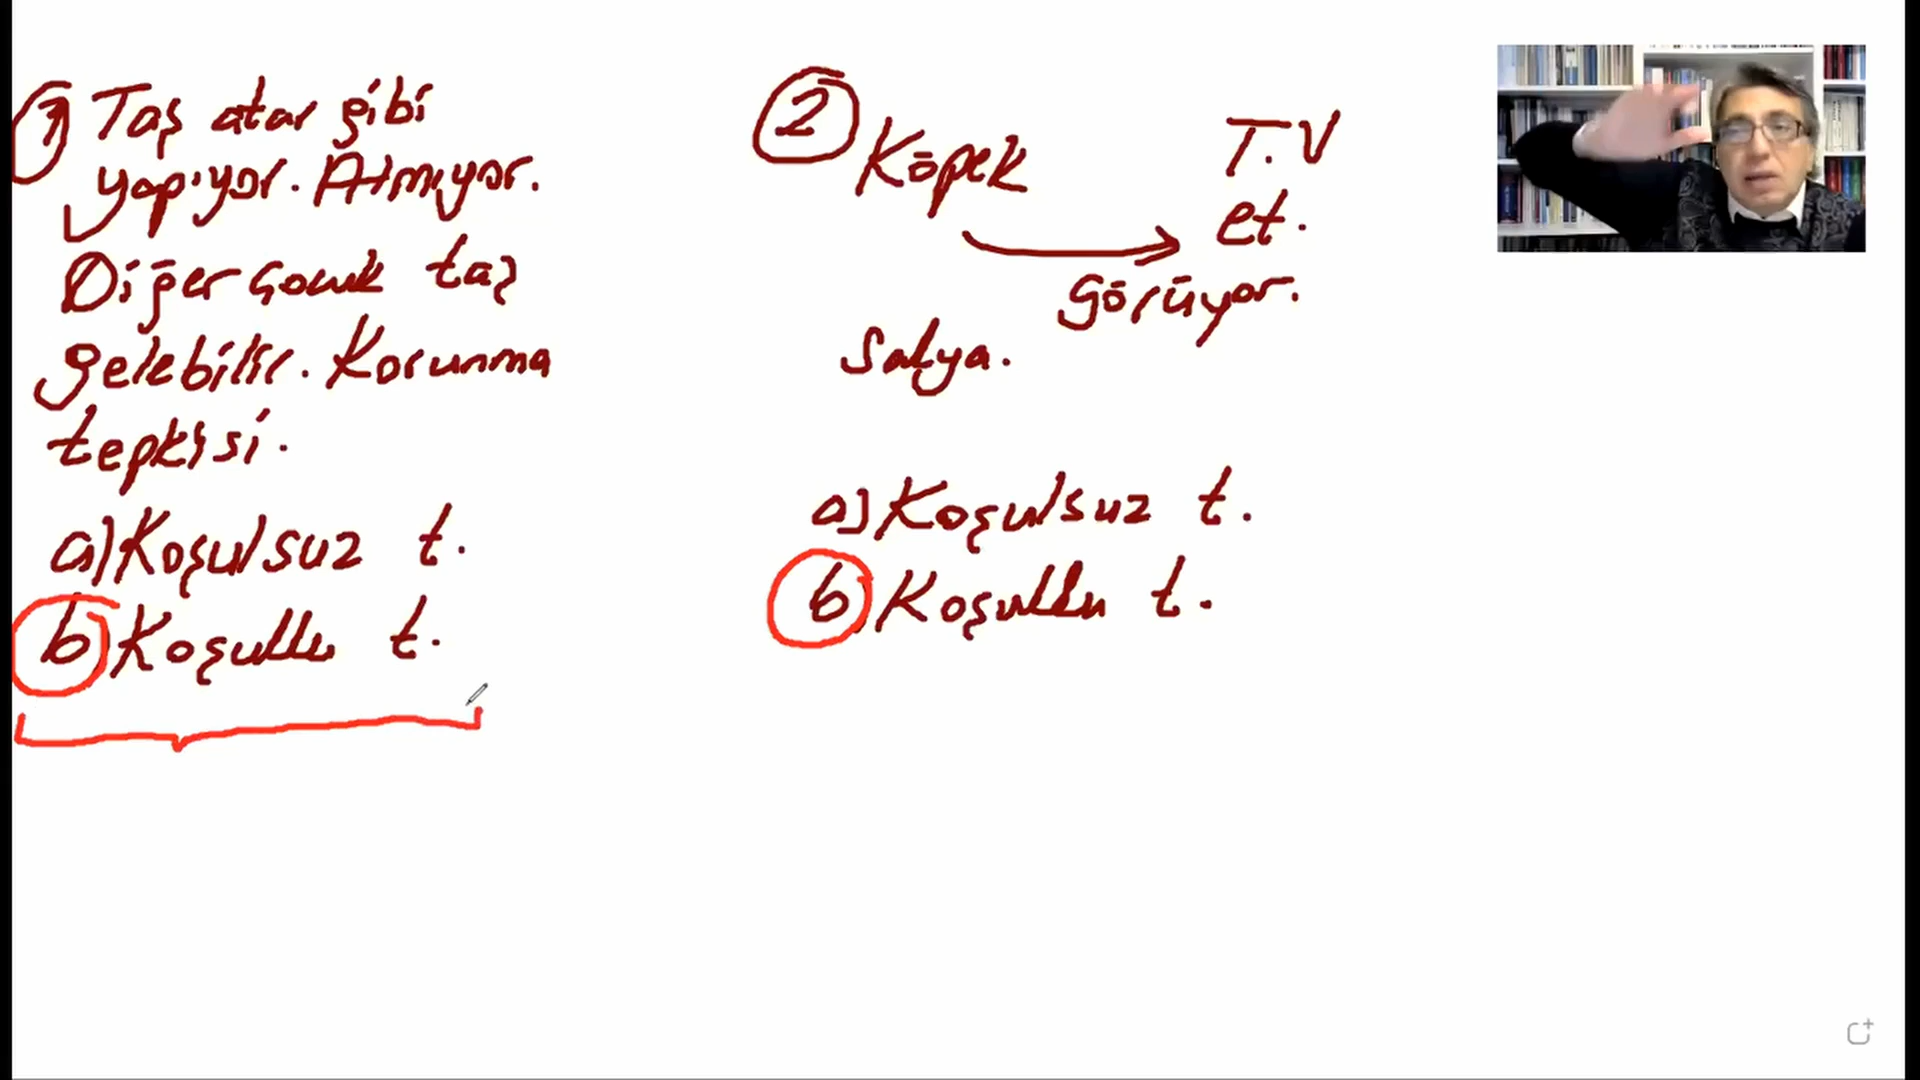 1 Taş atar gibi
yapıyor. Atmıyor.
Diğer çocuk taş
gelebilir. Korunma
tepkisi.
a) Koşulsuz t.
b) Koşullu t.
2
Köpek
T.V
et.
görüyor.
Salya.
a) Koşulsuz t.
b) Koşullu t.